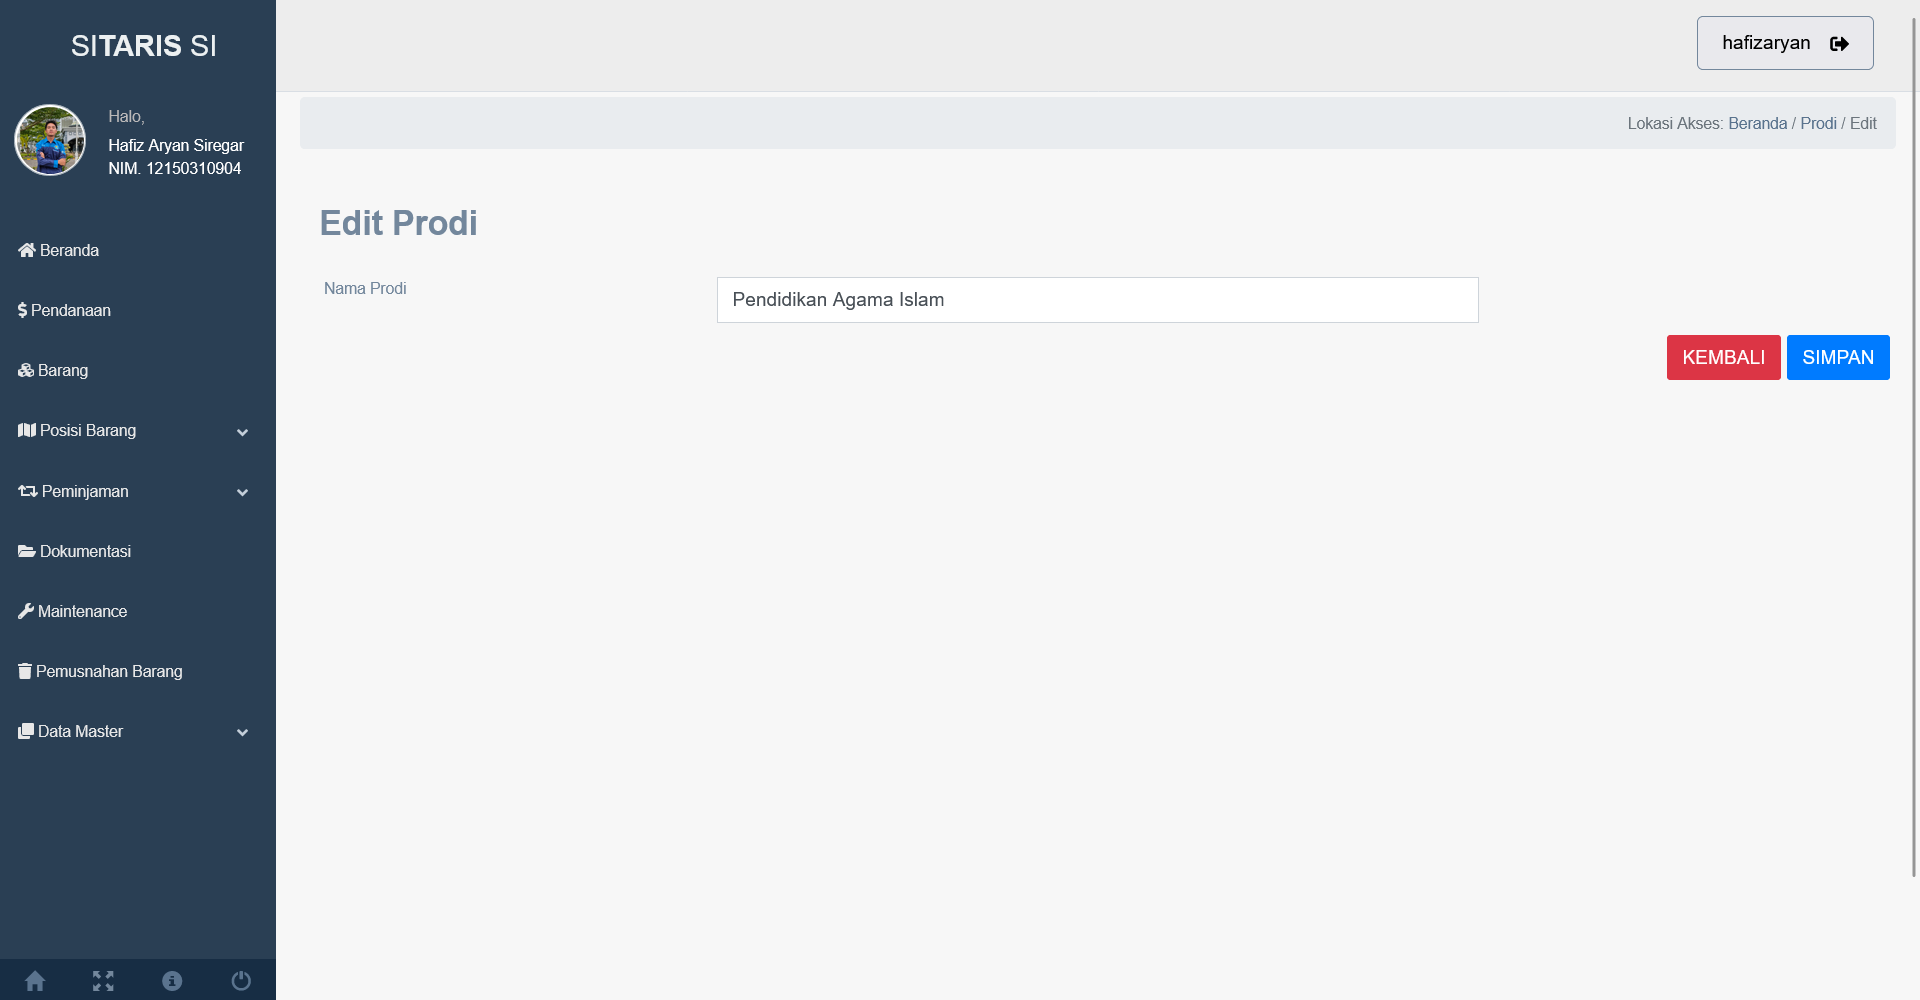 SITARIS SI
Halo,
Hafiz Aryan Siregar
NIM. 12150310904
Beranda
Pendanaan
Barang
Posisi Barang
Peminjaman
Dokumentasi
Maintenance
Pemusnahan Barang
Data Master
hafizaryan
Lokasi Akses: Beranda / Prodi / Edit
Edit Prodi
Nama Prodi
Pendidikan Agama Islam
KEMBALI
SIMPAN